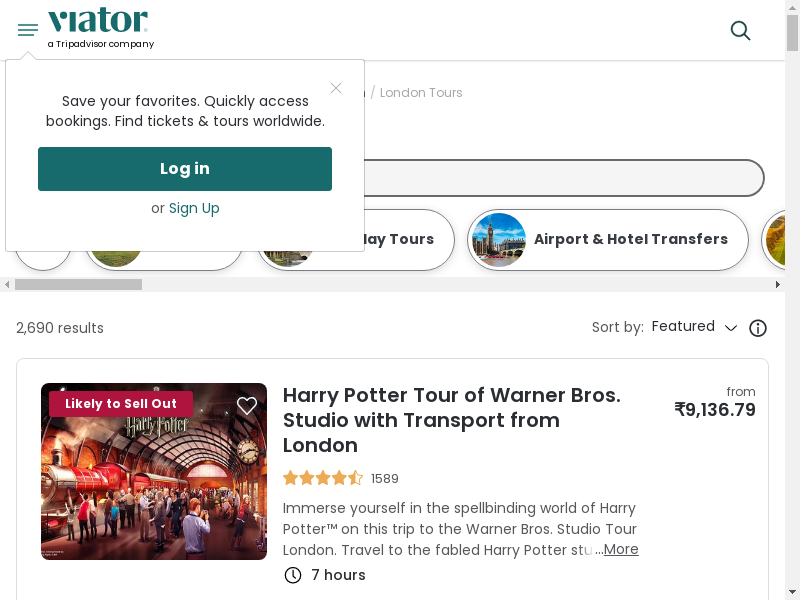 viator
a Tripadvisor company
/ London Tours
Save your favorites. Quickly access
bookings. Find tickets & tours worldwide.
Log in
or Sign Up
Tours
Airport & Hotel Transfers
2,690 results
Sort by: Featured
Likely to Sell Out
Harry Potter
Harry Potter Tour of Warner Bros.
Studio with Transport from
London
from
₹9,136.79
1589
Immerse yourself in the spellbinding world of Harry
Potter™ on this trip to the Warner Bros. Studio Tour
London. Travel to the fabled Harry Potter stu...More
7 hours